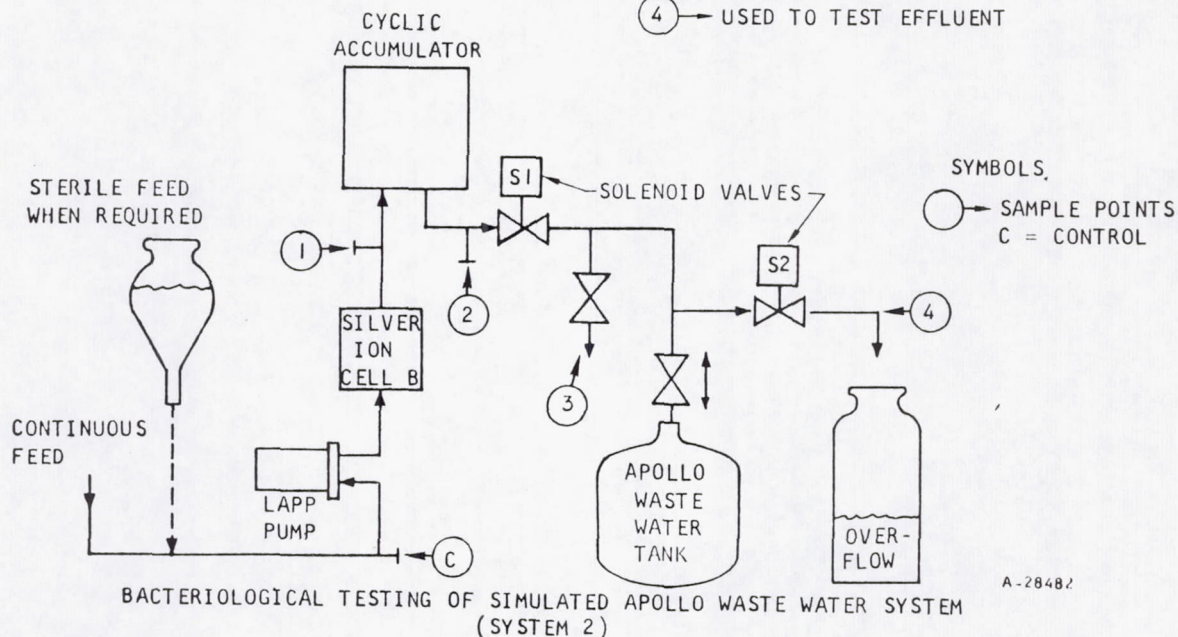 4 → USED TO TEST EFFLUENT
CYCLIC
ACCUMULATOR
S1
SOLENOID VALVES
SYMBOLS.
SAMPLE POINTS
C = CONTROL
STERILE FEED
WHEN REQUIRED
1
2
S2
4
SILVER
ION
CELL B
3
CONTINUOUS
FEED
LAPP
PUMP
C
APOLLO
WASTE
WATER
TANK
OVER-
FLOW
A-28482
BACTERIOLOGICAL TESTING OF SIMULATED APOLLO WASTE WATER SYSTEM
(SYSTEM 2)